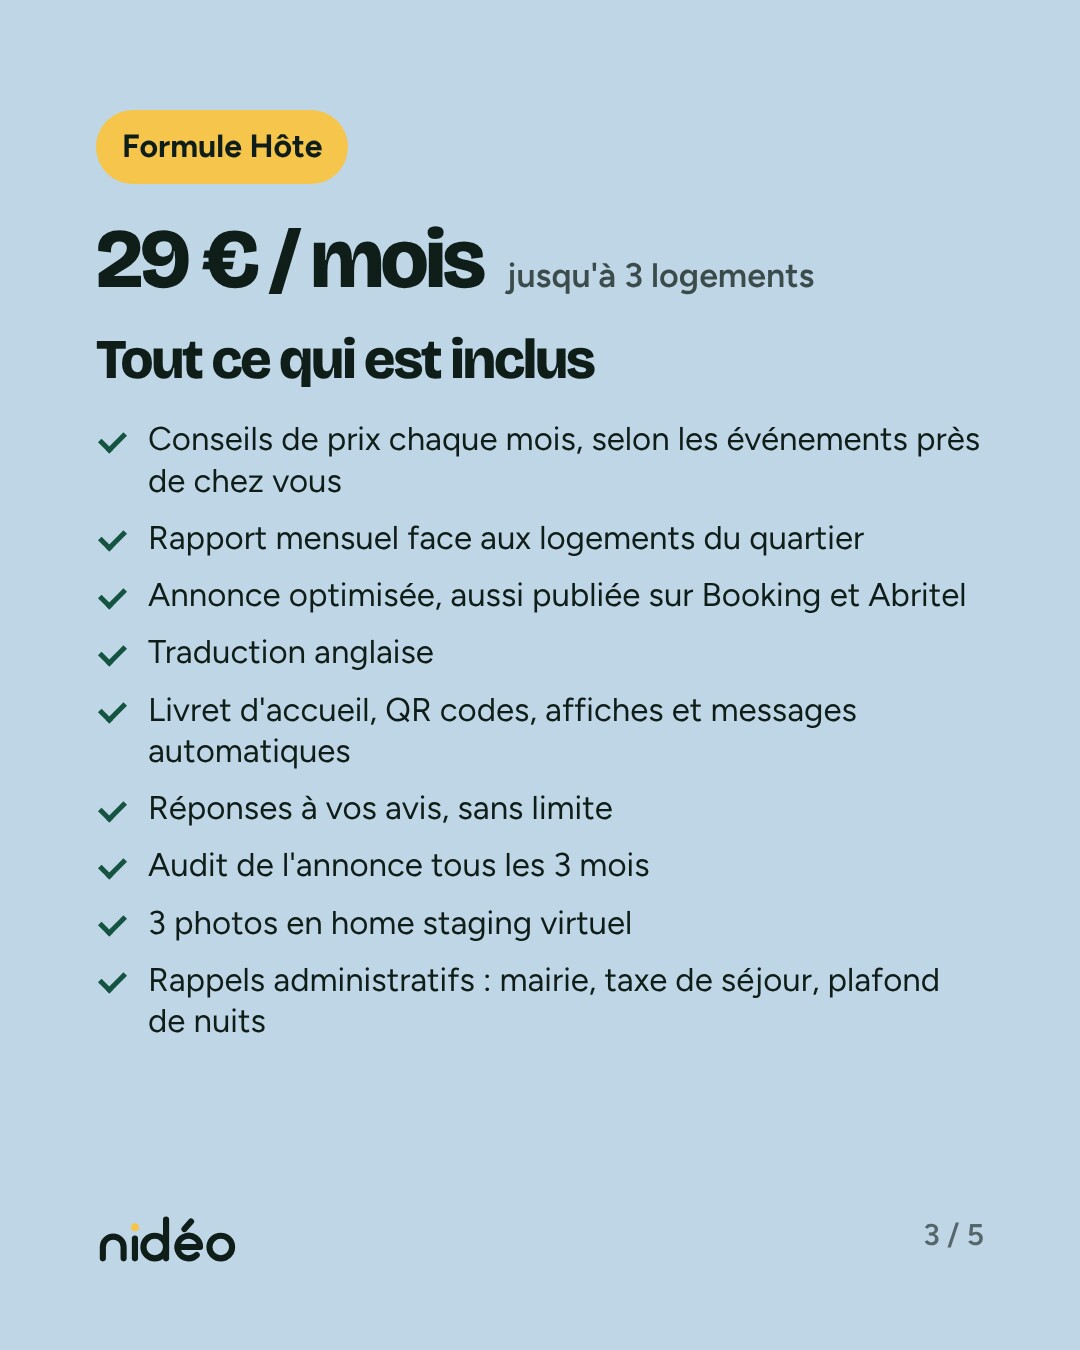 Formule Hôte
29 € / mois jusqu'à 3 logements
Tout ce qui est inclus
Conseils de prix chaque mois, selon les événements près
de chez vous
Rapport mensuel face aux logements du quartier
Annonce optimisée, aussi publiée sur Booking et Abritel
Traduction anglaise
Livret d'accueil, QR codes, affiches et messages
automatiques
Réponses à vos avis, sans limite
Audit de l'annonce tous les 3 mois
3 photos en home staging virtuel
Rappels administratifs : mairie, taxe de séjour, plafond
de nuits
nidéo
3 / 5